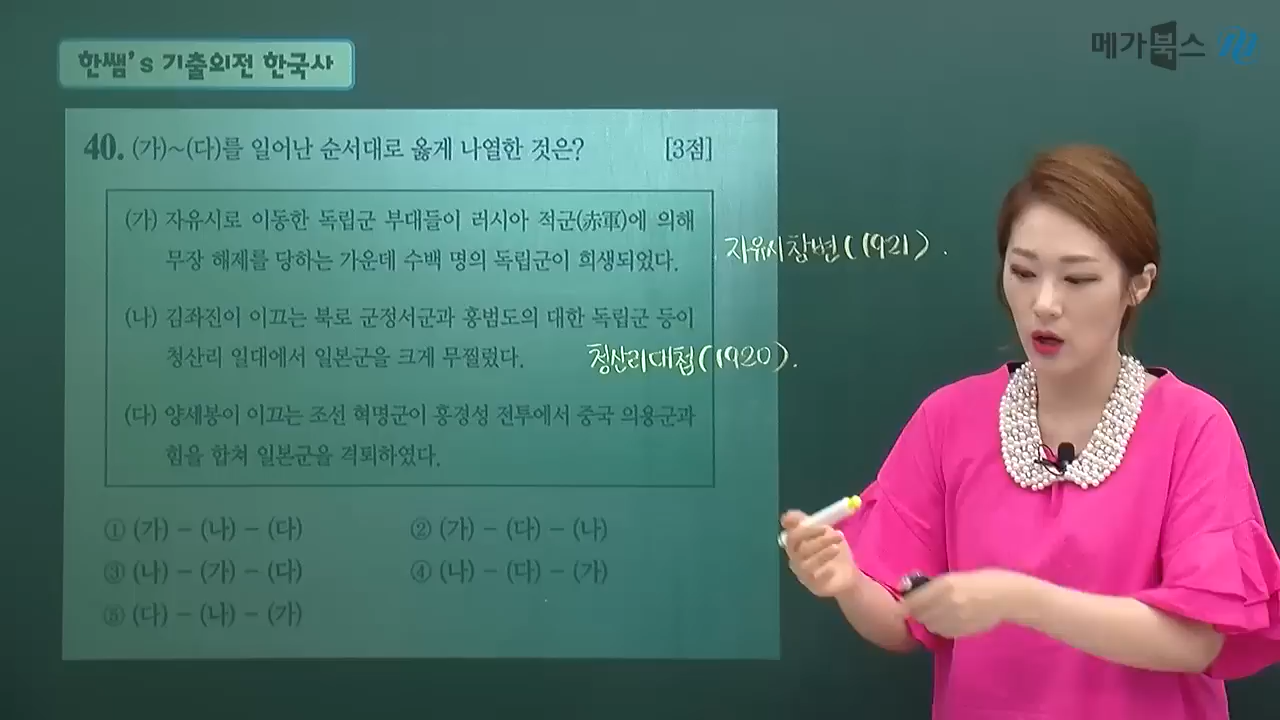 메가북스
한쌤's 기출외전 한국사
40. (가)~(다)를 일어난 순서대로 옳게 나열한 것은? [3점]
(가) 자유시로 이동한 독립군 부대들이 러시아 적군(赤軍)에 의해
무장 해제를 당하는 가운데 수백 명의 독립군이 희생되었다.
자유시참변(1921).
(나) 김좌진이 이끄는 북로 군정서군과 홍범도의 대한 독립군 등이
청산리 일대에서 일본군을 크게 무찔렀다.
청산리대첩(1920).
(다) 양세봉이 이끄는 조선 혁명군이 흥경성 전투에서 중국 의용군과
힘을 합쳐 일본군을 격퇴하였다.
① (가) - (나) - (다) ② (가) - (다) - (나)
③ (나) - (가) - (다) ④ (나) - (다) - (가)
⑤ (다) - (나) - (가)